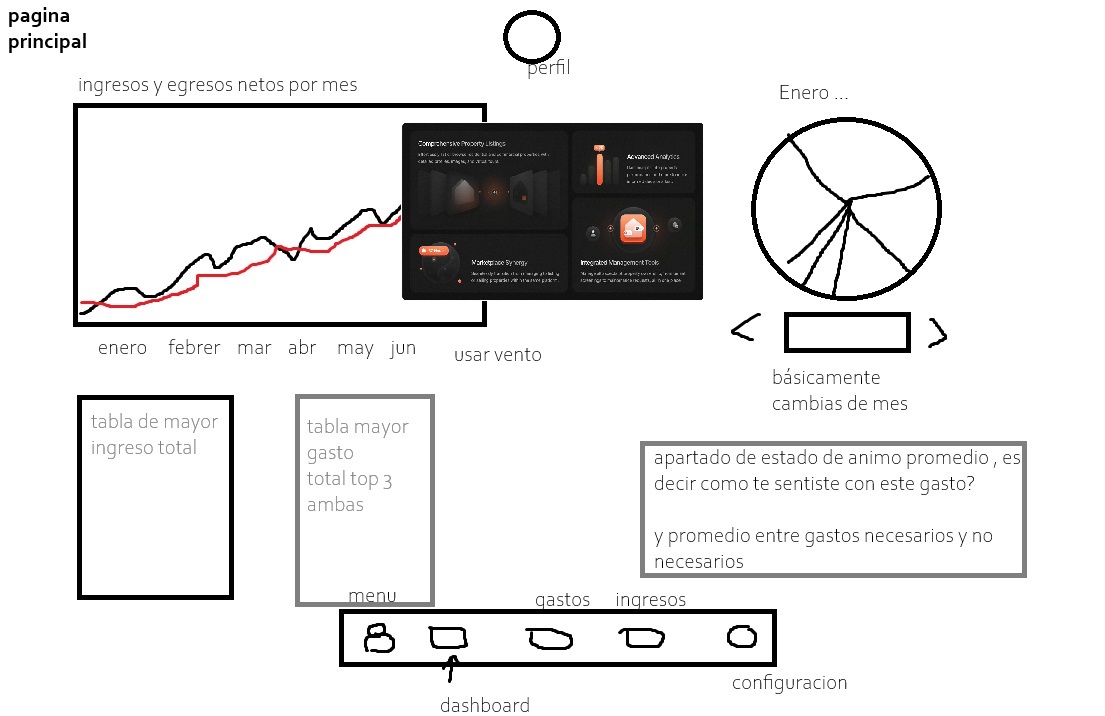 pagina
principal
perfil
ingresos y egresos netos por mes
Enero ...
Comprehensive Property Listings
Advanced Analytics
Marketplace Synergy
Integrated Management Tools
enero febrer mar abr may jun
usar vento
básicamente
cambias de mes
tabla de mayor
ingreso total
tabla mayor
gasto
total top 3
ambas
apartado de estado de animo promedio , es
decir como te sentiste con este gasto?
y promedio entre gastos necesarios y no
necesarios
menu
gastos ingresos
configuracion
dashboard